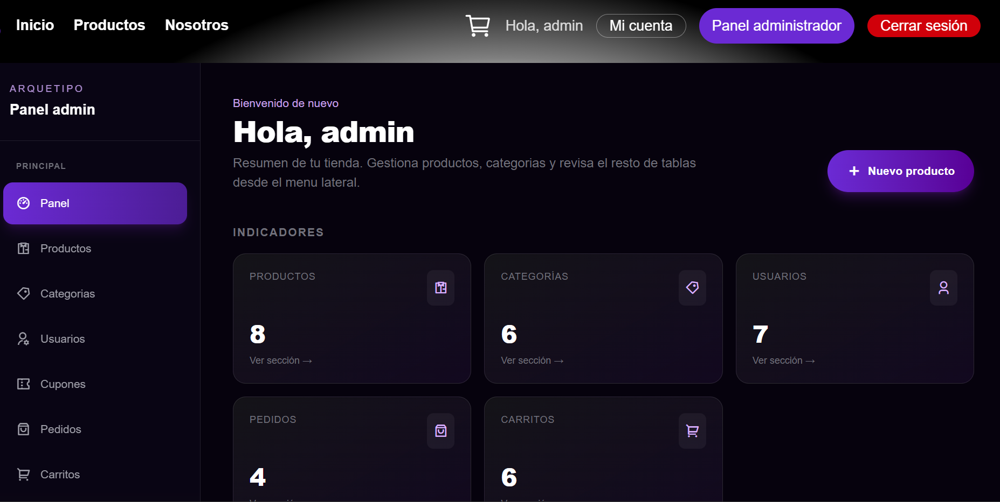 Inicio Productos Nosotros Hola, admin Mi cuenta Panel administrador Cerrar sesión
ARQUETIPO
Panel admin
PRINCIPAL
Panel
Productos
Categorias
Usuarios
Cupones
Pedidos
Carritos
Bienvenido de nuevo
Hola, admin
Resumen de tu tienda. Gestiona productos, categorias y revisa el resto de tablas
desde el menu lateral.
+ Nuevo producto
INDICADORES
PRODUCTOS
8
Ver sección →
CATEGORÍAS
6
Ver sección →
USUARIOS
7
Ver sección →
PEDIDOS
4
CARRITOS
6